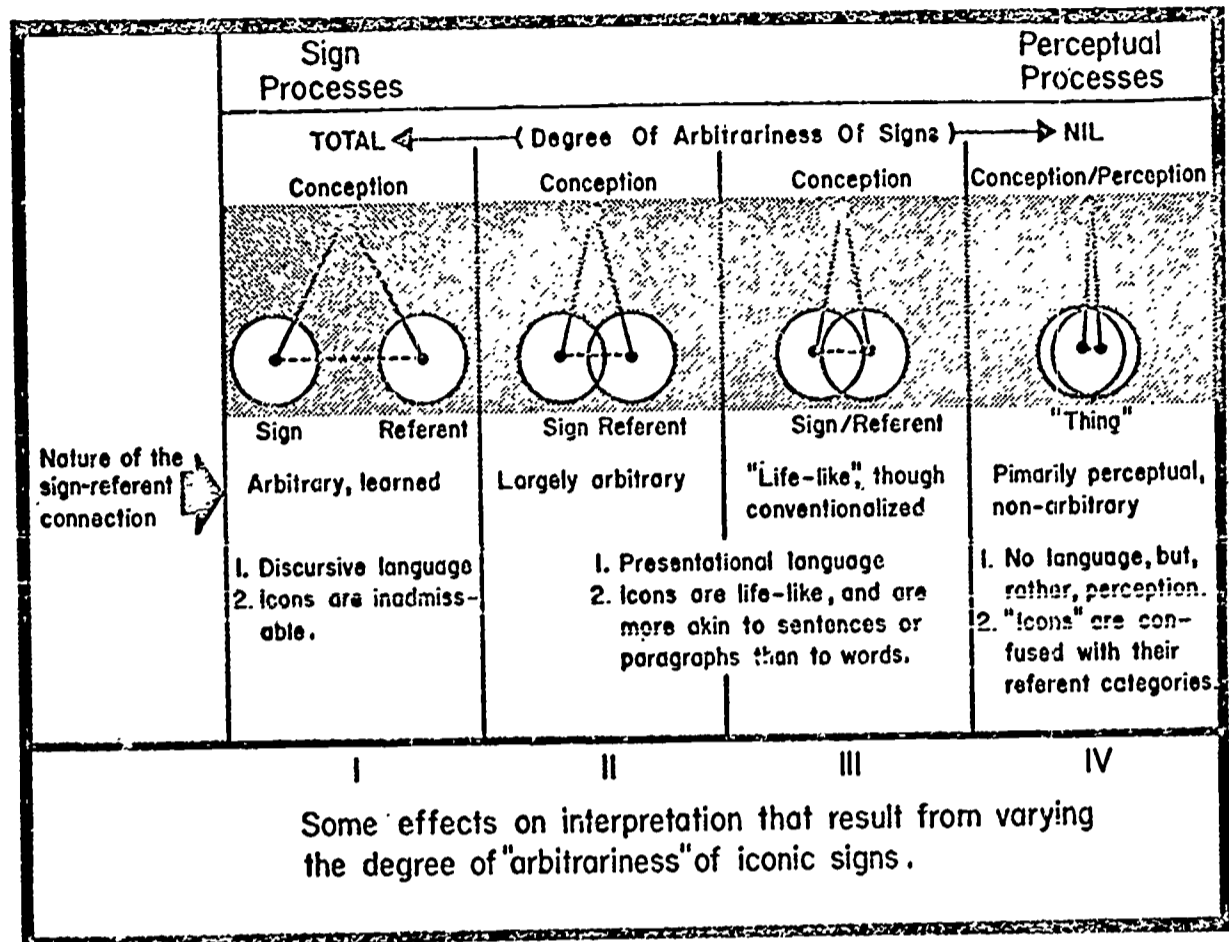 Sign
Processes
Perceptual
Processes
TOTAL (Degree Of Arbitrariness Of Signs) NIL
Conception
Conception
Conception
Conception/Perception
Sign Referent
Sign Referent
Sign/Referent
"Thing"
Nature of the
sign-referent
connection
Arbitrary, learned
Largely arbitrary
"Life-like", though
conventionalized
Pimarily perceptual,
non-arbitrary
1. Discursive language
2. Icons are inadmiss-
able.
1. Presentational language
2. Icons are life-like, and are
more akin to sentences or
paragraphs than to words.
1. No language, but,
rather, perception.
2. "Icons" are con-
fused with their
referent categories.
I
II
III
IV
Some effects on interpretation that result from varying
the degree of "arbitrariness" of iconic signs.